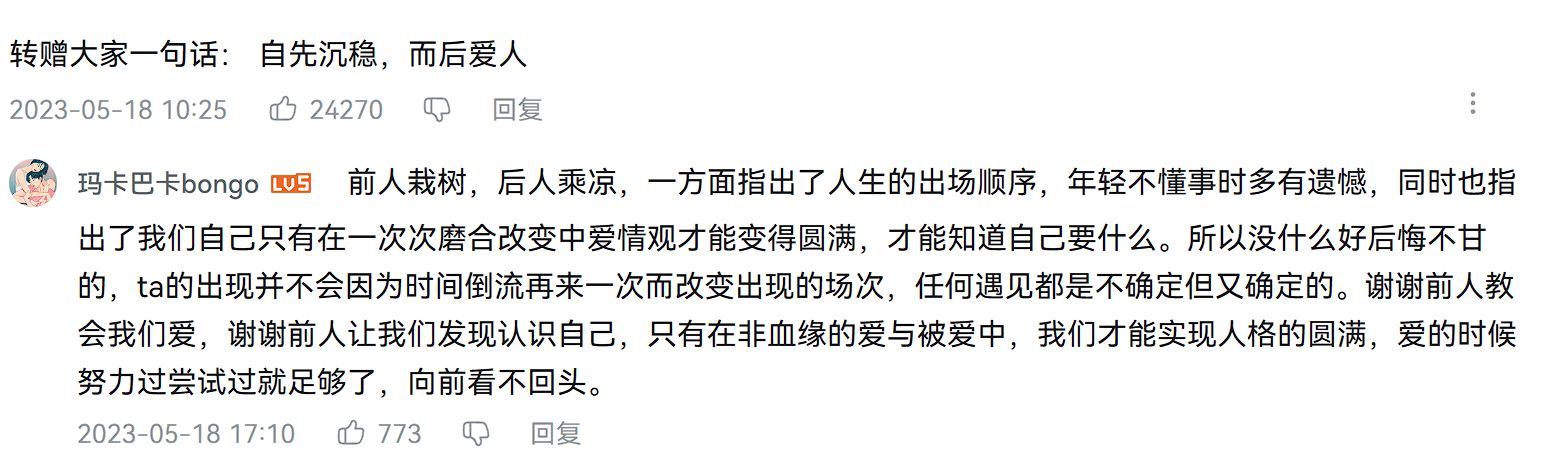 转赠大家一句话： 自先沉稳，而后爱人
2023-05-18 10:25 24270 回复
玛卡巴卡bongo LV5 前人栽树，后人乘凉，一方面指出了人生的出场顺序，年轻不懂事时多有遗憾，同时也指
出了我们自己只有在一次次磨合改变中爱情观才能变得圆满，才能知道自己要什么。所以没什么好后悔不甘
的，ta的出现并不会因为时间倒流再来一次而改变出现的场次，任何遇见都是不确定但又确定的。谢谢前人教
会我们爱，谢谢前人让我们发现认识自己，只有在非血缘的爱与被爱中，我们才能实现人格的圆满，爱的时候
努力过尝试过就足够了，向前看不回头。
2023-05-18 17:10 773 回复